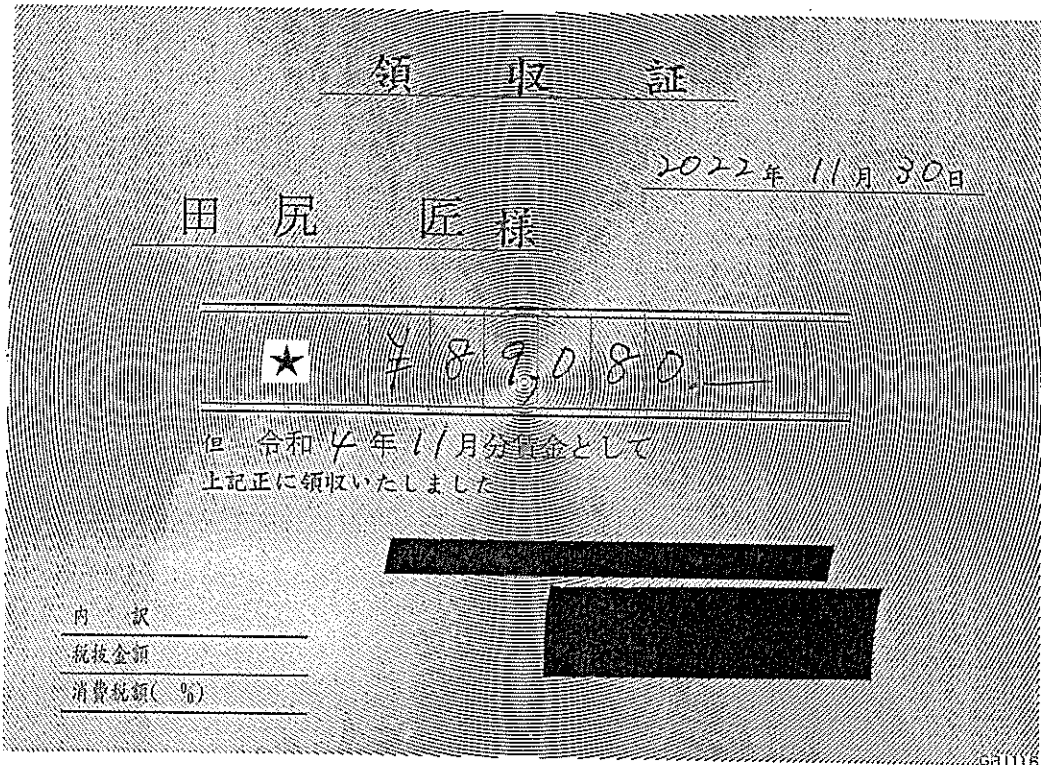 領収証
2022年11月30日
田尻 匠 様
★ ¥89,080.—
但 令和4年11月分賃金として
上記正に領収いたしました
内訳
税抜金額
消費税額( %)